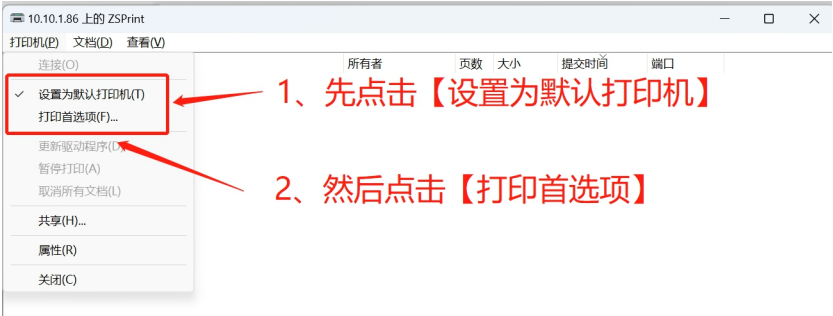 10.10.1.86 上的 ZSPrint
打印机(P) 文档(D) 查看(V)
所有者 页数 大小 提交时间 端口
连接(O)
设置为默认打印机(T)
打印首选项(F)...
更新驱动程序(D)
暂停打印(A)
取消所有文档(L)
共享(H)...
属性(R)
关闭(C)
1、先点击【设置为默认打印机】
2、然后点击【打印首选项】